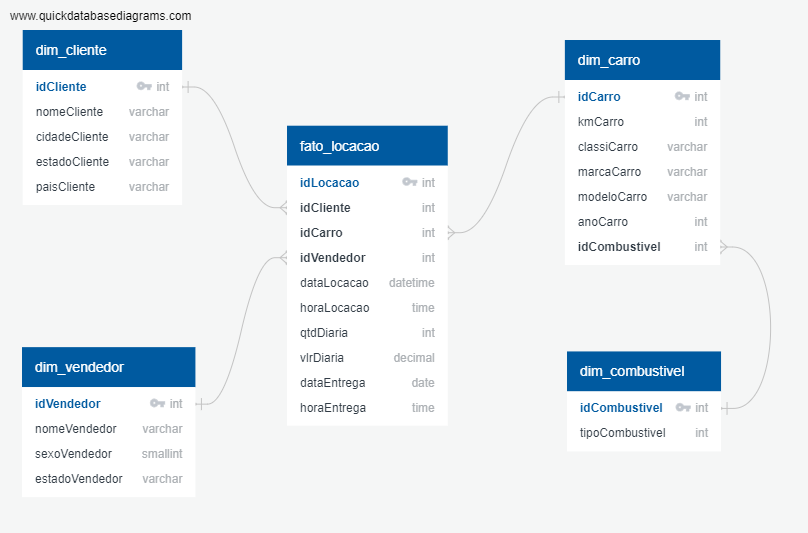 www.quickdatabasediagrams.com
dim_cliente
idCliente int
nomeCliente varchar
cidadeCliente varchar
estadoCliente varchar
paisCliente varchar
fato_locacao
idLocacao int
idCliente int
idCarro int
idVendedor int
dataLocacao datetime
horaLocacao time
qtdDiaria int
vlrDiaria decimal
dataEntrega date
horaEntrega time
dim_carro
idCarro int
kmCarro int
classiCarro varchar
marcaCarro varchar
modeloCarro varchar
anoCarro int
idCombustivel int
dim_vendedor
idVendedor int
nomeVendedor varchar
sexoVendedor smallint
estadoVendedor varchar
dim_combustivel
idCombustivel int
tipoCombustivel int